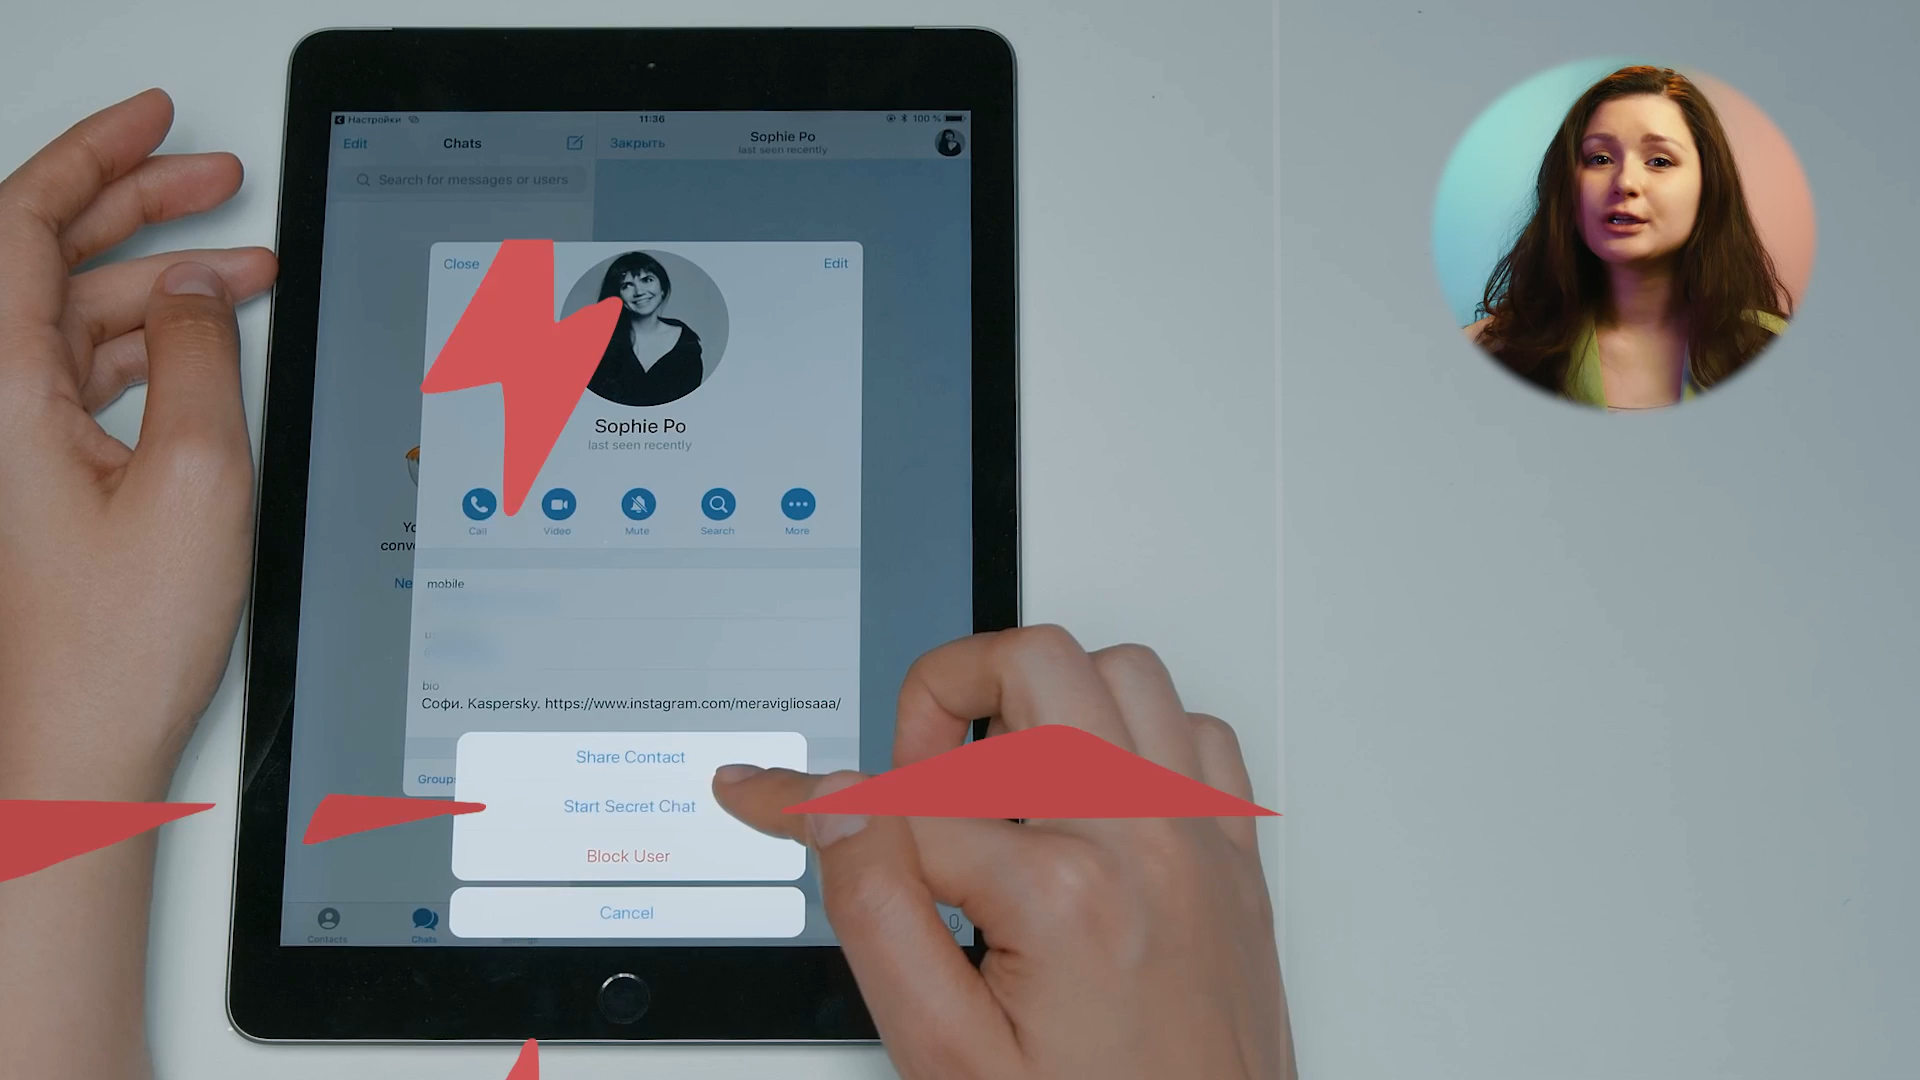 Настройки
11:36
100 %
Edit
Chats
Search for messages or users
Закрыть
Sophie Po
last seen recently
Close
Edit
Sophie Po
last seen recently
Call
Video
Mute
Search
More
mobile
bio
Софи. Kaspersky. https://www.instagram.com/meravigliosaaa/
Share Contact
Start Secret Chat
Block User
Cancel
Contacts
Chats